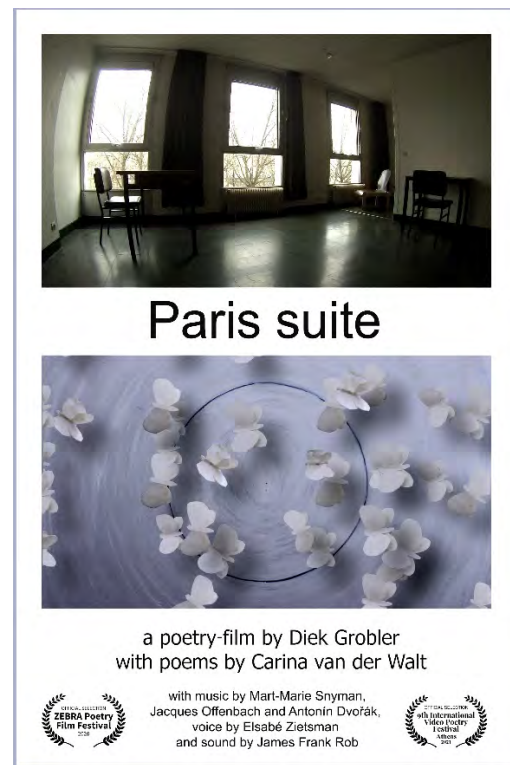 Paris suite
a poetry-film by Diek Grobler
with poems by Carina van der Walt
with music by Mart-Marie Snyman,
Jacques Offenbach and Antonín Dvořák,
voice by Elsabé Zietsman
and sound by James Frank Rob
OFFICIAL SELECTION
ZEBRA Poetry
Film Festival
2020
OFFICIAL SELECTION
9th International
Video Poetry
Festival
Athens